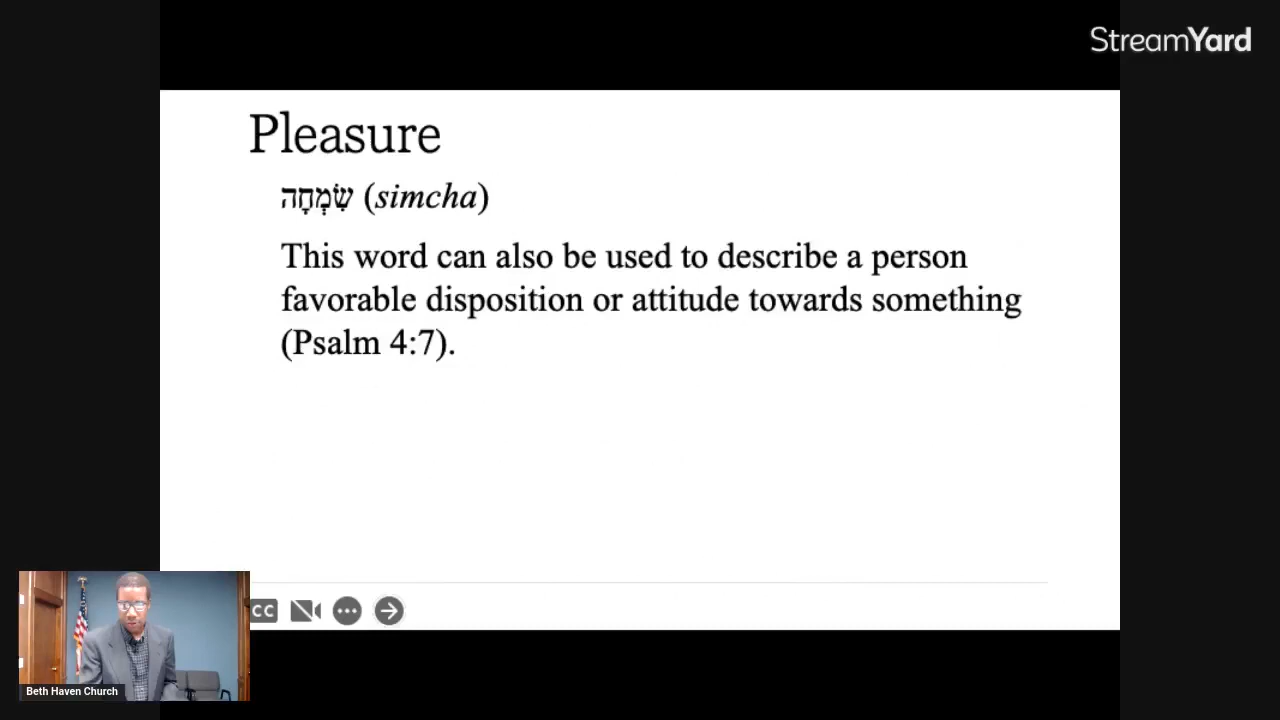 StreamYard
Pleasure
שִׂמְחָה (simcha)
This word can also be used to describe a person
favorable disposition or attitude towards something
(Psalm 4:7).
CC
Beth Haven Church